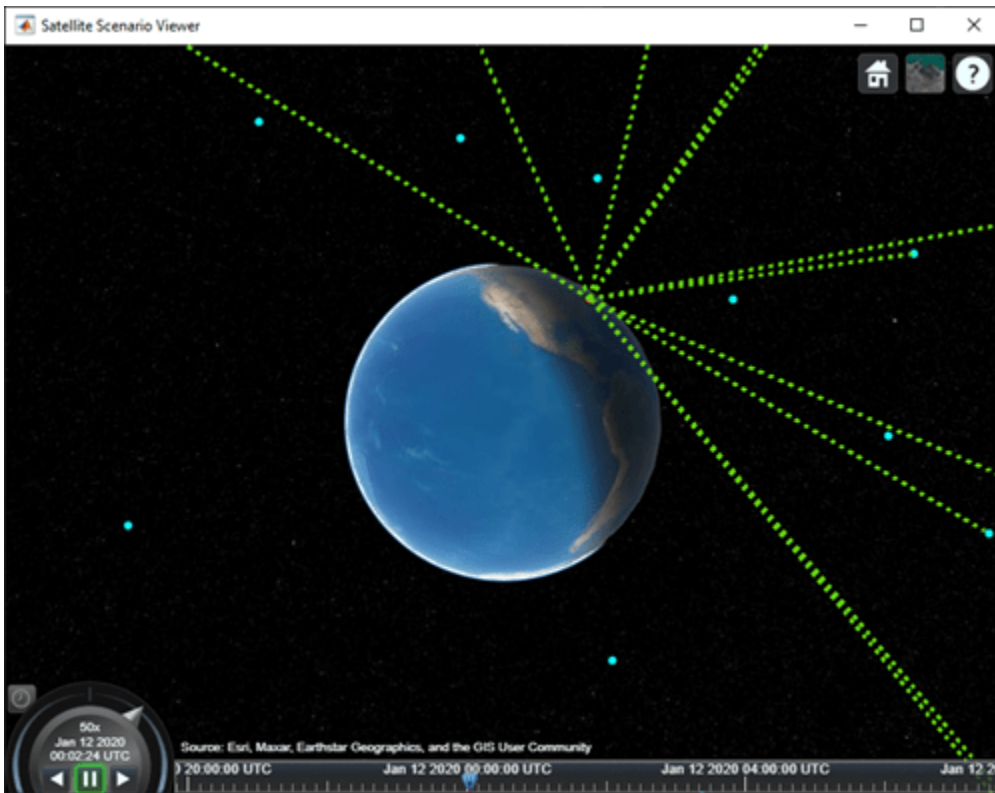 Satellite Scenario Viewer
?
50x
Jan 12 2020
00:02:24 UTC
Source: Esri, Maxar, Earthstar Geographics, and the GIS User Community
20:00:00 UTC
Jan 12 2020 00:00:00 UTC
Jan 12 2020 04:00:00 UTC
Jan 12